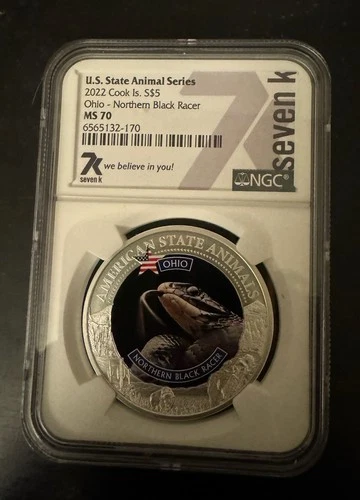 U.S. State Animal Series
2022 Cook Is. S$5
Ohio - Northern Black Racer
MS 70
6565132-170
7K
seven k
we believe in you!
7K
seven k
NGC®
AMERICAN STATE ANIMALS
OHIO
NORTHERN BLACK RACER